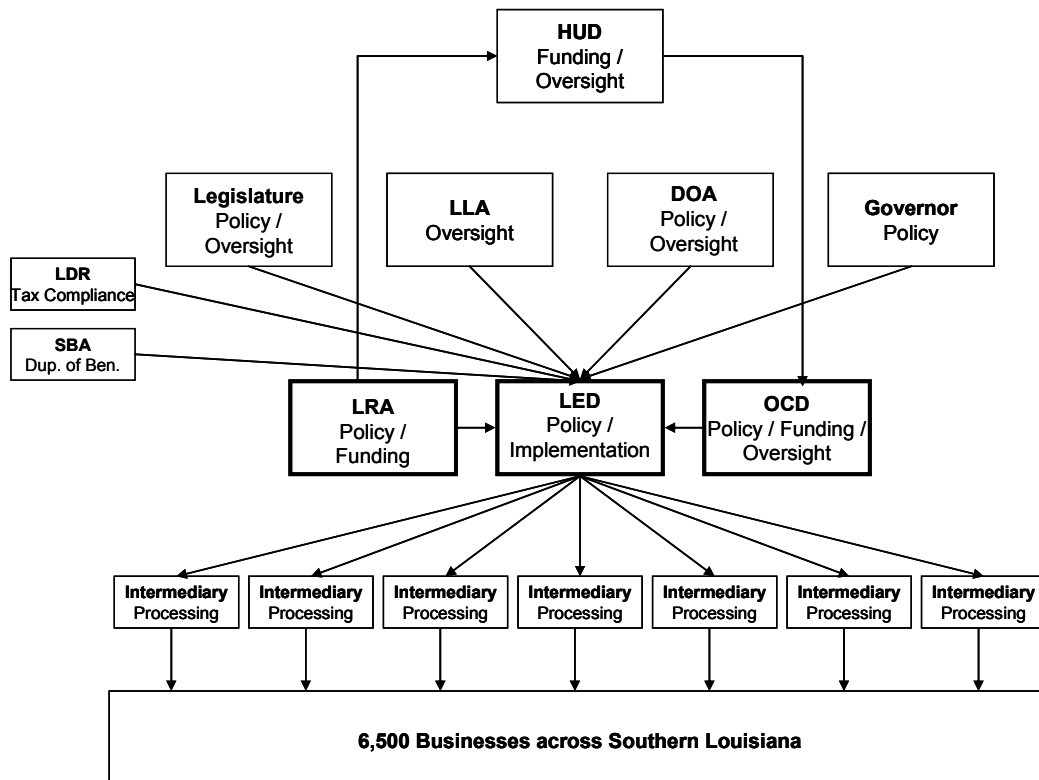 HUD
Funding /
Oversight
Legislature
Policy /
Oversight
LLA
Oversight
DOA
Policy /
Oversight
Governor
Policy
LDR
Tax Compliance
SBA
Dup. of Ben.
LRA
Policy /
Funding
LED
Policy /
Implementation
OCD
Policy / Funding /
Oversight
Intermediary
Processing
Intermediary
Processing
Intermediary
Processing
Intermediary
Processing
Intermediary
Processing
Intermediary
Processing
Intermediary
Processing
6,500 Businesses across Southern Louisiana